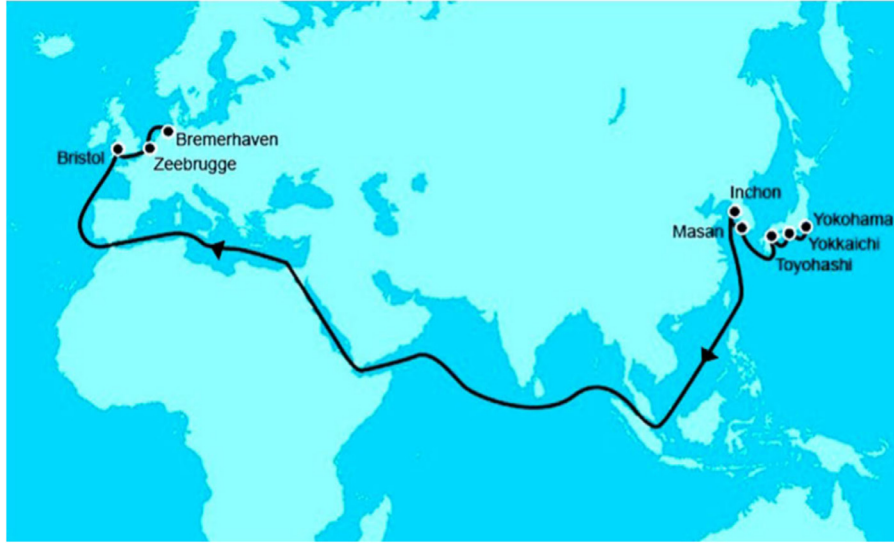 Bremerhaven
Bristol
Zeebrugge
Inchon
Masan
Yokohama
Yokkaichi
Toyohashi